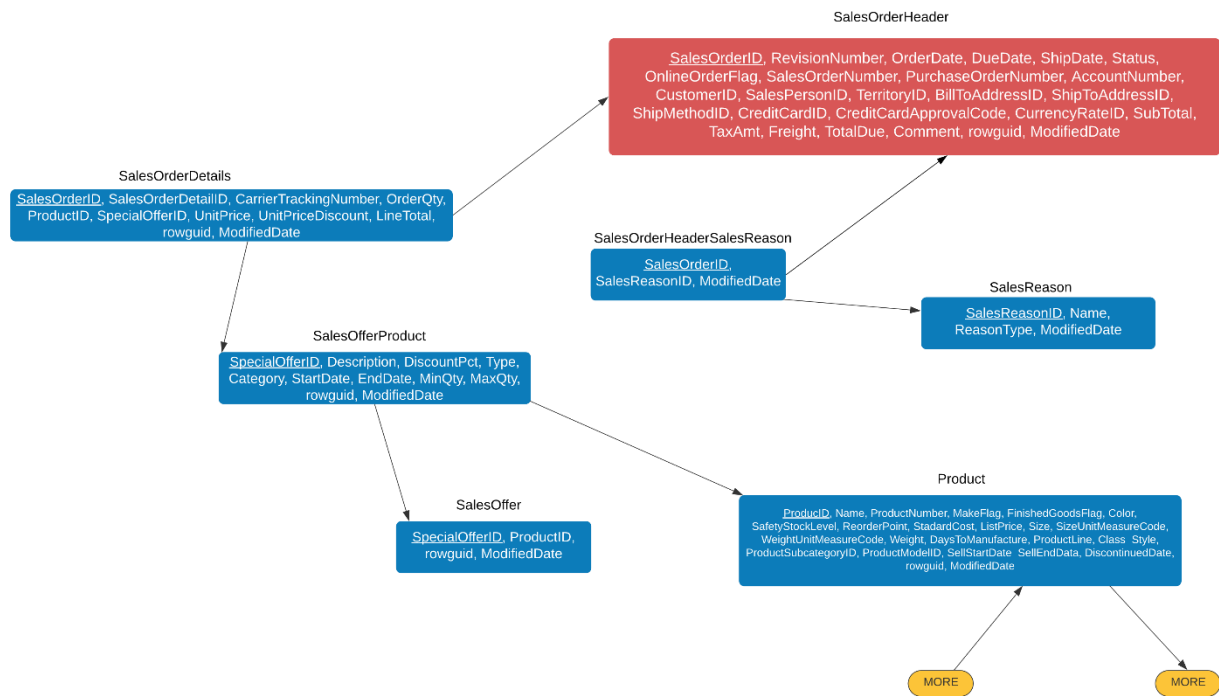 SalesOrderHeader
SalesOrderID, RevisionNumber, OrderDate, DueDate, ShipDate, Status,
OnlineOrderFlag, SalesOrderNumber, PurchaseOrderNumber, AccountNumber,
CustomerID, SalesPersonID, TerritoryID, BillToAddressID, ShipToAddressID,
ShipMethodID, CreditCardID, CreditCardApprovalCode, CurrencyRateID, SubTotal,
TaxAmt, Freight, TotalDue, Comment, rowguid, ModifiedDate
SalesOrderDetails
SalesOrderID, SalesOrderDetailID, CarrierTrackingNumber, OrderQty,
ProductID, SpecialOfferID, UnitPrice, UnitPriceDiscount, LineTotal,
rowguid, ModifiedDate
SalesOrderHeaderSalesReason
SalesOrderID,
SalesReasonID, ModifiedDate
SalesReason
SalesReasonID, Name,
ReasonType, ModifiedDate
SalesOfferProduct
SpecialOfferID, Description, DiscountPct, Type,
Category, StartDate, EndDate, MinQty, MaxQty,
rowguid, ModifiedDate
SalesOffer
SpecialOfferID, ProductID,
rowguid, ModifiedDate
Product
ProducID, Name, ProductNumber, MakeFlag, FinishedGoodsFlag, Color,
SafetyStockLevel, ReorderPoint, StadardCost, ListPrice, Size, SizeUnitMeasureCode,
WeightUnitMeasureCode, Weight, DaysToManufacture, ProductLine, Class Style,
ProductSubcategoryID, ProductModelID, SellStartDate SellEndData, DiscontinuedDate,
rowguid, ModifiedDate
MORE
MORE